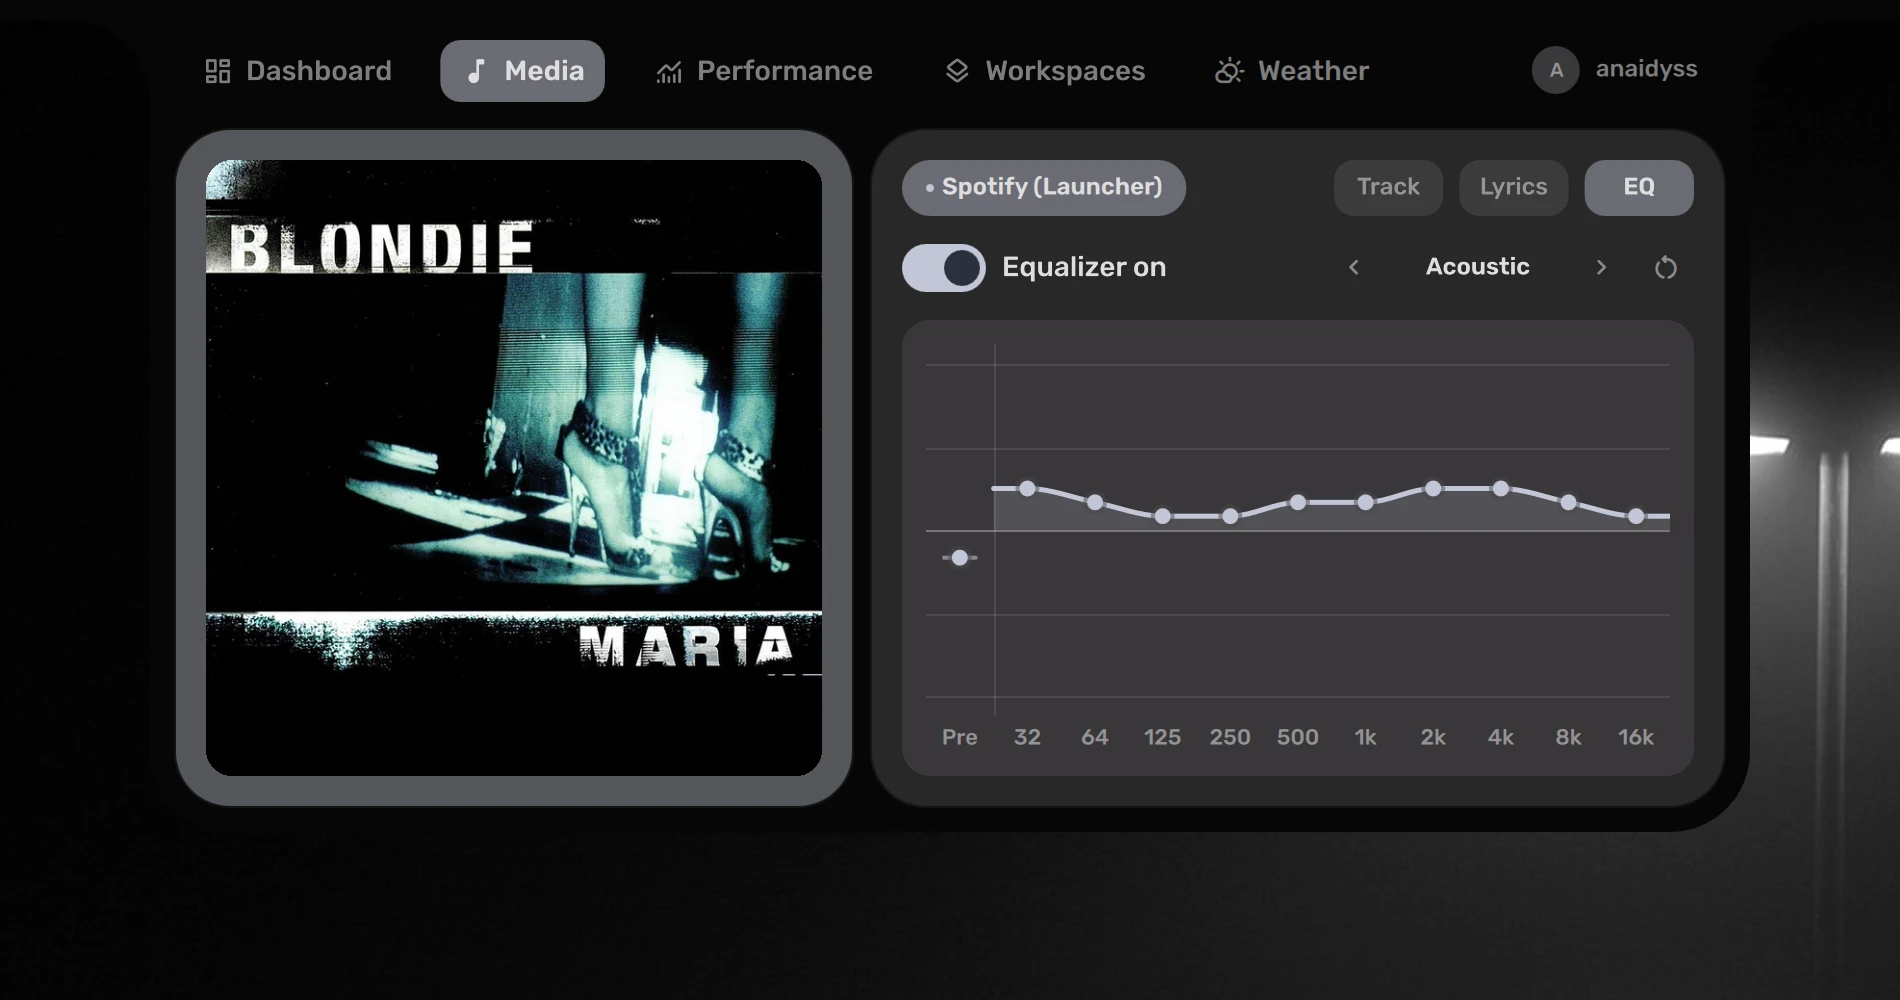 Dashboard
Media
Performance
Workspaces
Weather
A
anaidyss
BLONDIE
MARIA
Spotify (Launcher)
Track
Lyrics
EQ
Equalizer on
Acoustic
Pre 32 64 125 250 500 1k 2k 4k 8k 16k